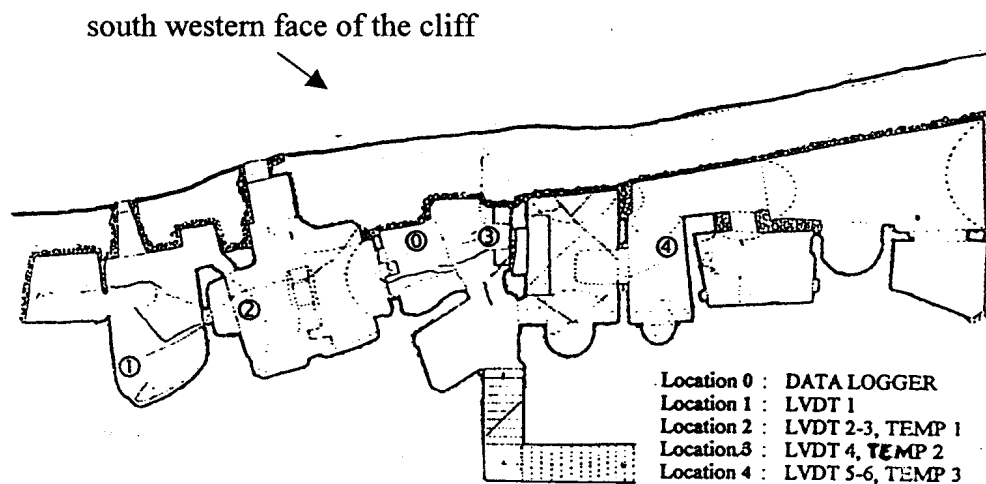 south western face of the cliff
⓪
③
④
②
①
Location 0 : DATA LOGGER
Location 1 : LVDT 1
Location 2 : LVDT 2-3, TEMP 1
Location 3 : LVDT 4, TEMP 2
Location 4 : LVDT 5-6, TEMP 3